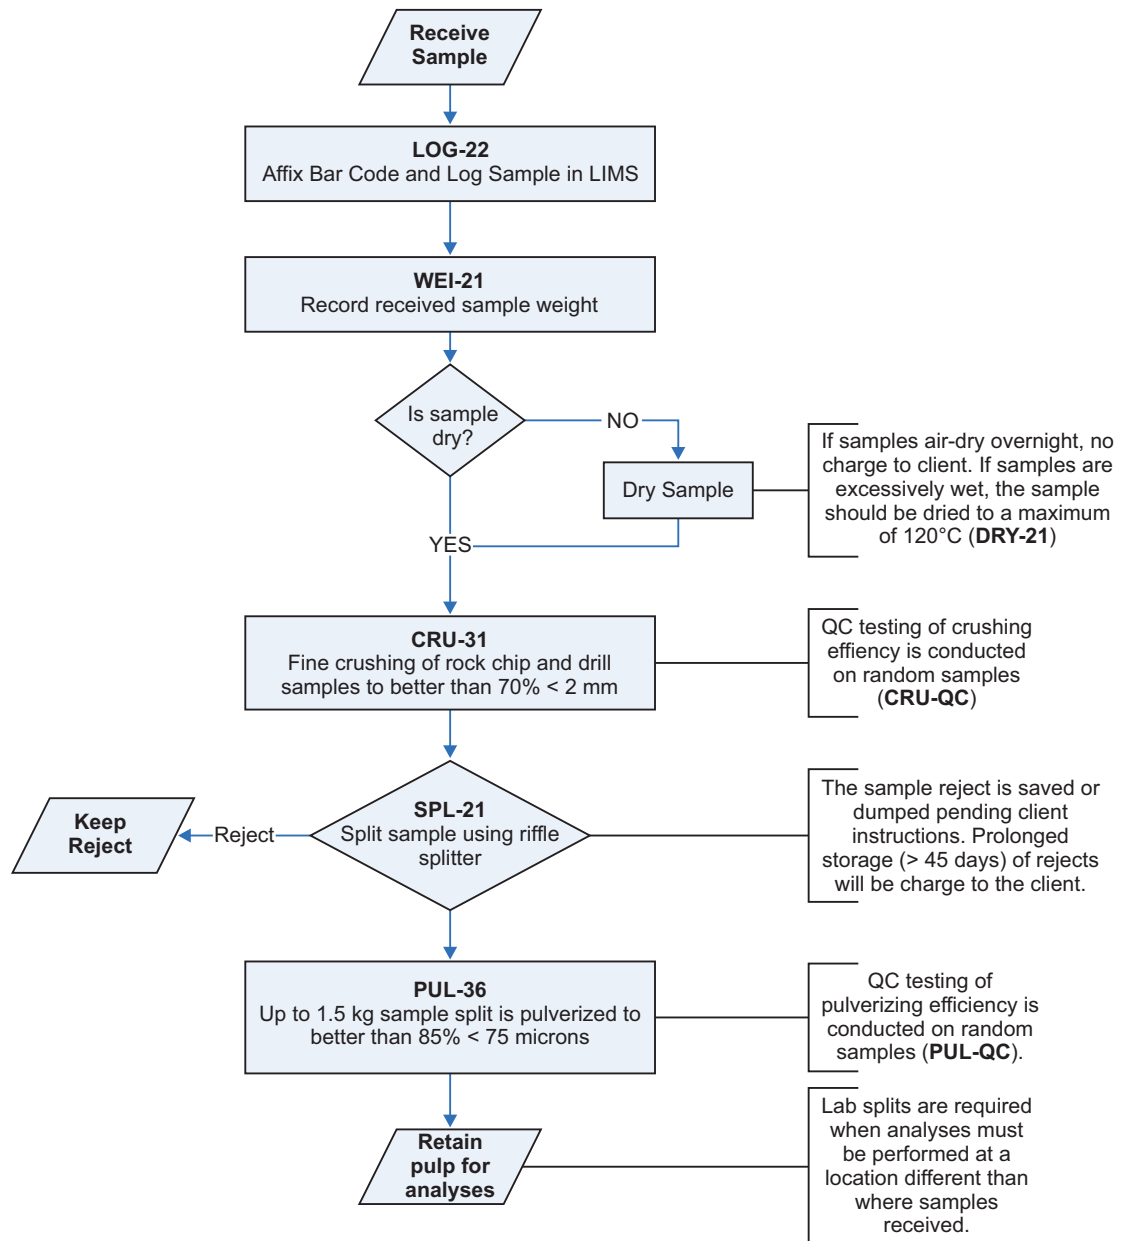 Receive
Sample
LOG-22
Affix Bar Code and Log Sample in LIMS
WEI-21
Record received sample weight
Is sample
dry?
NO
Dry Sample
If samples air-dry overnight, no
charge to client. If samples are
excessively wet, the sample
should be dried to a maximum
of 120°C (DRY-21)
YES
CRU-31
Fine crushing of rock chip and drill
samples to better than 70% < 2 mm
QC testing of crushing
effiency is conducted
on random samples
(CRU-QC)
SPL-21
Split sample using riffle
splitter
Reject
Keep
Reject
The sample reject is saved or
dumped pending client
instructions. Prolonged
storage (> 45 days) of rejects
will be charge to the client.
PUL-36
Up to 1.5 kg sample split is pulverized to
better than 85% < 75 microns
QC testing of
pulverizing efficiency is
conducted on random
samples (PUL-QC).
Retain
pulp for
analyses
Lab splits are required
when analyses must
be performed at a
location different than
where samples
received.